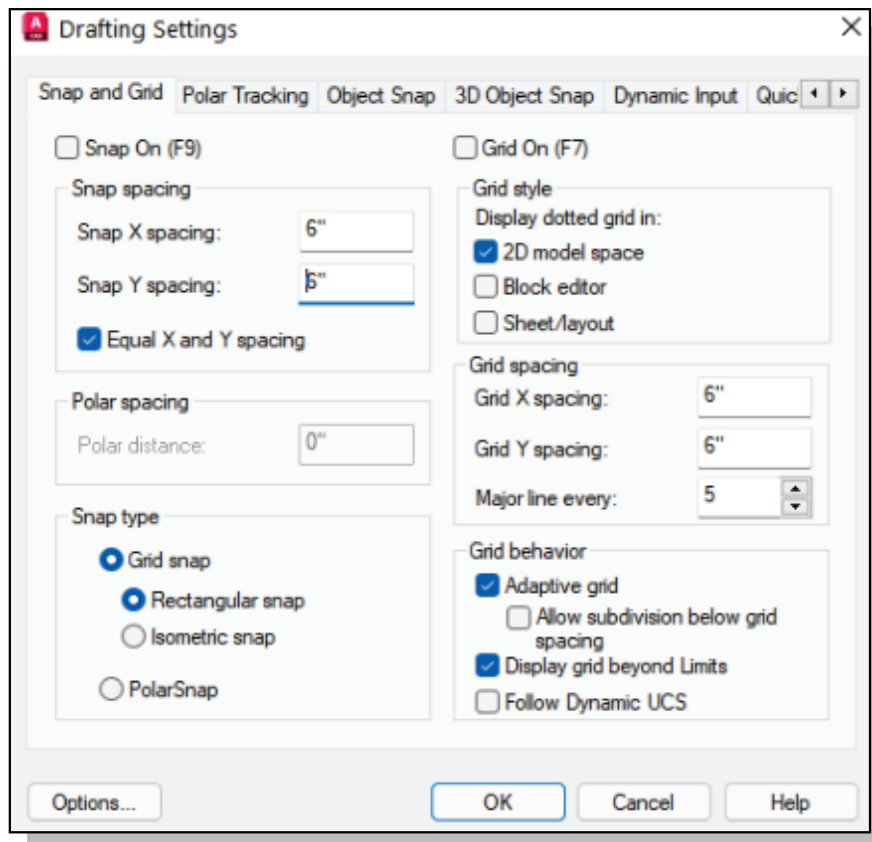 Drafting Settings
Snap and Grid Polar Tracking Object Snap 3D Object Snap Dynamic Input Quic
Snap On (F9)
Snap spacing
Snap X spacing: 6"
Snap Y spacing: 6"
Equal X and Y spacing
Polar spacing
Polar distance: 0"
Snap type
Grid snap
Rectangular snap
Isometric snap
PolarSnap
Grid On (F7)
Grid style
Display dotted grid in:
2D model space
Block editor
Sheet/layout
Grid spacing
Grid X spacing: 6"
Grid Y spacing: 6"
Major line every: 5
Grid behavior
Adaptive grid
Allow subdivision below grid
spacing
Display grid beyond Limits
Follow Dynamic UCS
Options... OK Cancel Help